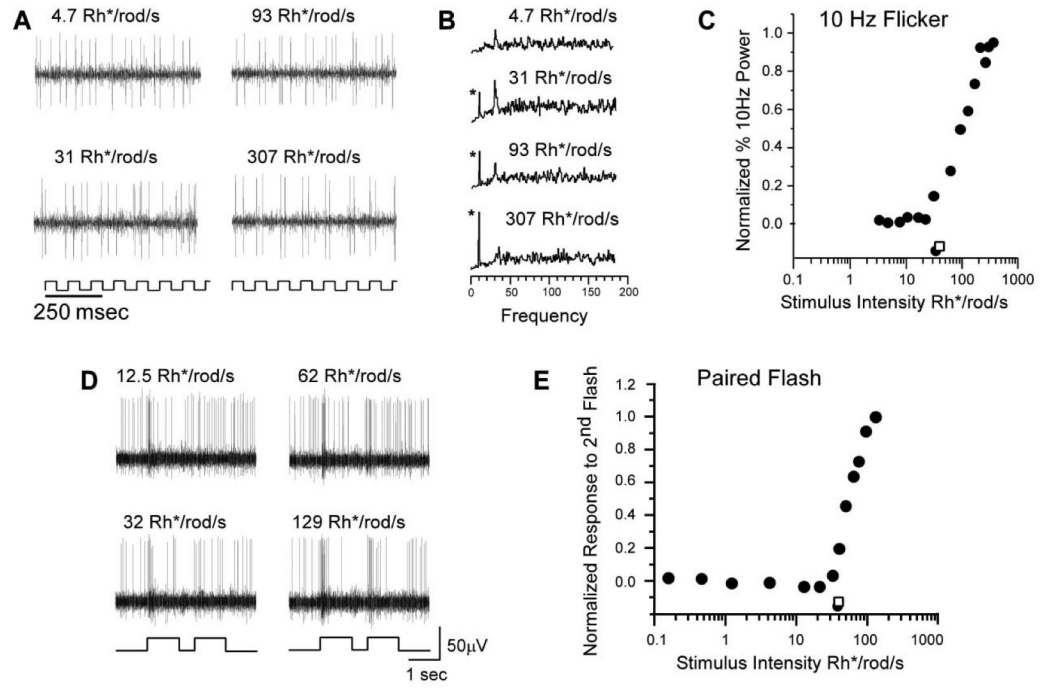 A
4.7 Rh*/rod/s
93 Rh*/rod/s
31 Rh*/rod/s
307 Rh*/rod/s
250 msec
B
4.7 Rh*/rod/s
31 Rh*/rod/s
*
93 Rh*/rod/s
*
307 Rh*/rod/s
*
0 50 100 150 200
Frequency
C
10 Hz Flicker
Normalized % 10Hz Power
1.0
0.8
0.6
0.4
0.2
0.0
0.1 1 10 100 1000
Stimulus Intensity Rh*/rod/s
D
12.5 Rh*/rod/s
62 Rh*/rod/s
32 Rh*/rod/s
129 Rh*/rod/s
50µV
1 sec
E
Paired Flash
Normalized Response to 2nd Flash
1.2
1.0
0.8
0.6
0.4
0.2
0.0
0.1 1 10 100 1000
Stimulus Intensity Rh*/rod/s